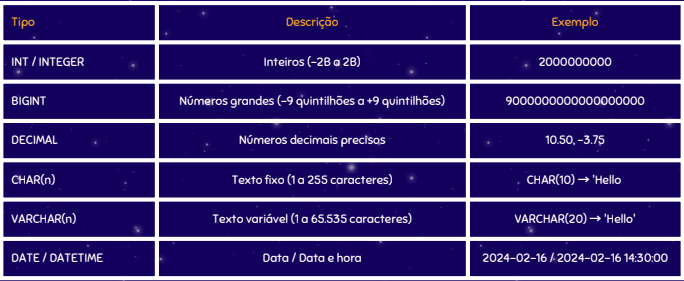 Tipo Descrição Exemplo
INT / INTEGER Inteiros (-2B a 2B) 2000000000
BIGINT Números grandes (-9 quintilhões a +9 quintilhões) 9000000000000000000
DECIMAL Números decimais precisos 10.50, -3.75
CHAR(n) Texto fixo (1 a 255 caracteres) CHAR(10) → 'Hello
VARCHAR(n) Texto variável (1 a 65.535 caracteres) VARCHAR(20) → 'Hello'
DATE / DATETIME Data / Data e hora 2024-02-16 / 2024-02-16 14:30:00